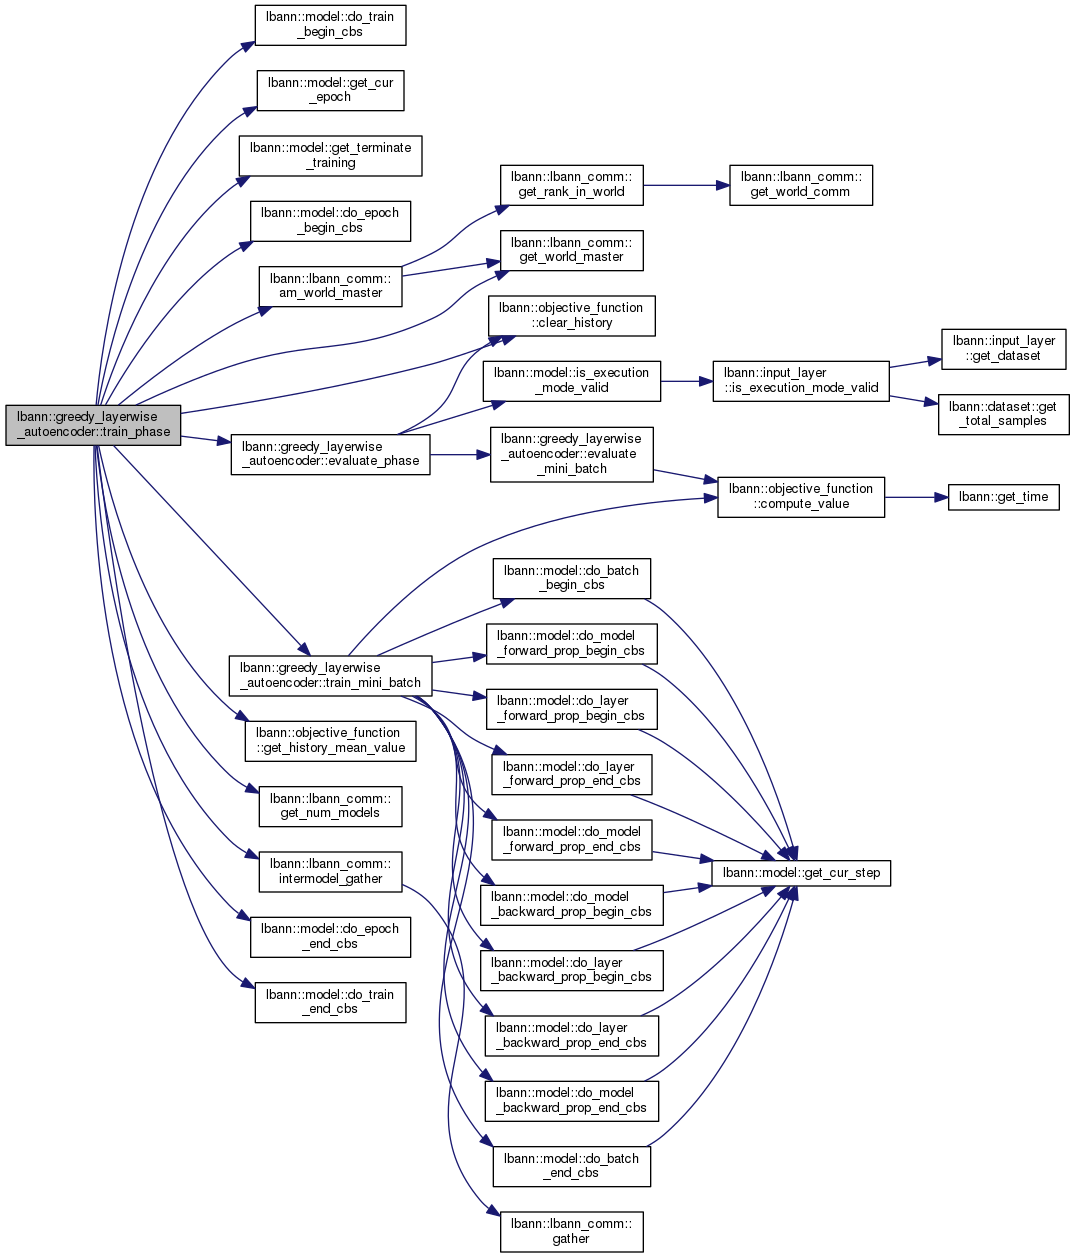 lbann::model::do_train
_begin_cbs
lbann::model::get_cur
_epoch
lbann::model::get_terminate
_training
lbann::model::do_epoch
_begin_cbs
lbann::lbann_comm::
am_world_master
lbann::greedy_layerwise
_autoencoder::train_phase
lbann::greedy_layerwise
_autoencoder::evaluate_phase
lbann::greedy_layerwise
_autoencoder::train_mini_batch
lbann::objective_function
::get_history_mean_value
lbann::lbann_comm::
get_num_models
lbann::lbann_comm::
intermodel_gather
lbann::model::do_epoch
_end_cbs
lbann::model::do_train
_end_cbs
lbann::lbann_comm::
get_rank_in_world
lbann::lbann_comm::
get_world_master
lbann::objective_function
::clear_history
lbann::model::is_execution
_mode_valid
lbann::greedy_layerwise
_autoencoder::evaluate
_mini_batch
lbann::model::do_batch
_begin_cbs
lbann::model::do_model
_forward_prop_begin_cbs
lbann::model::do_layer
_forward_prop_begin_cbs
lbann::model::do_layer
_forward_prop_end_cbs
lbann::model::do_model
_forward_prop_end_cbs
lbann::model::do_model
_backward_prop_begin_cbs
lbann::model::do_layer
_backward_prop_begin_cbs
lbann::model::do_layer
_backward_prop_end_cbs
lbann::model::do_model
_backward_prop_end_cbs
lbann::model::do_batch
_end_cbs
lbann::lbann_comm::
gather
lbann::lbann_comm::
get_world_comm
lbann::input_layer
::is_execution_mode_valid
lbann::objective_function
::compute_value
lbann::model::get_cur_step
lbann::input_layer
::get_dataset
lbann::dataset::get
_total_samples
lbann::get_time